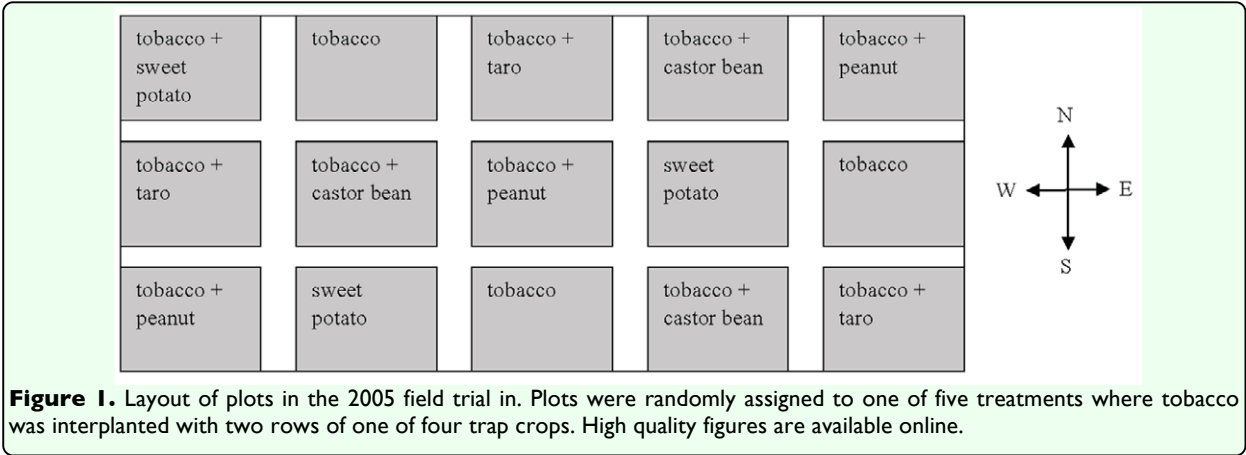 tobacco +
sweet
potato
tobacco
tobacco +
taro
tobacco +
castor bean
tobacco +
peanut
tobacco +
taro
tobacco +
castor bean
tobacco +
peanut
sweet
potato
tobacco
tobacco +
peanut
sweet
potato
tobacco
tobacco +
castor bean
tobacco +
taro
N
W
E
S
Figure 1. Layout of plots in the 2005 field trial in. Plots were randomly assigned to one of five treatments where tobacco
was interplanted with two rows of one of four trap crops. High quality figures are available online.